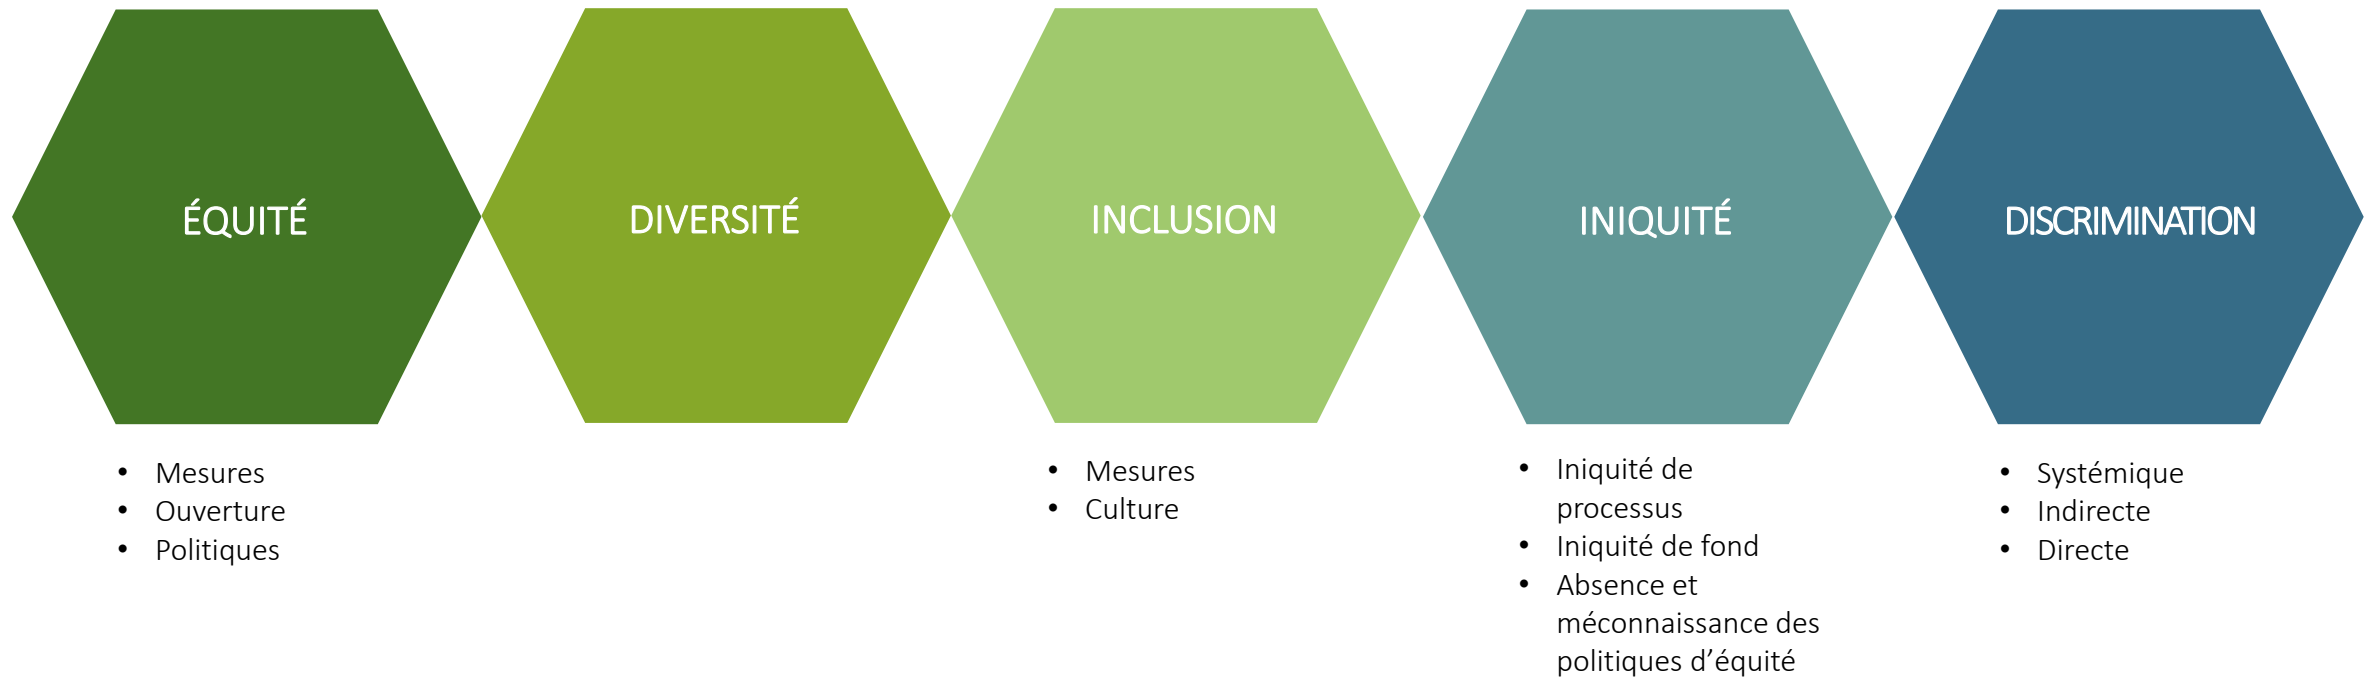 ÉQUITÉ
DIVERSITÉ
INCLUSION
INIQUITÉ
DISCRIMINATION
• Mesures
• Ouverture
• Politiques
• Mesures
• Culture
• Iniquité de
processus
• Iniquité de fond
• Absence et
méconnaissance des
politiques d’équité
• Systémique
• Indirecte
• Directe